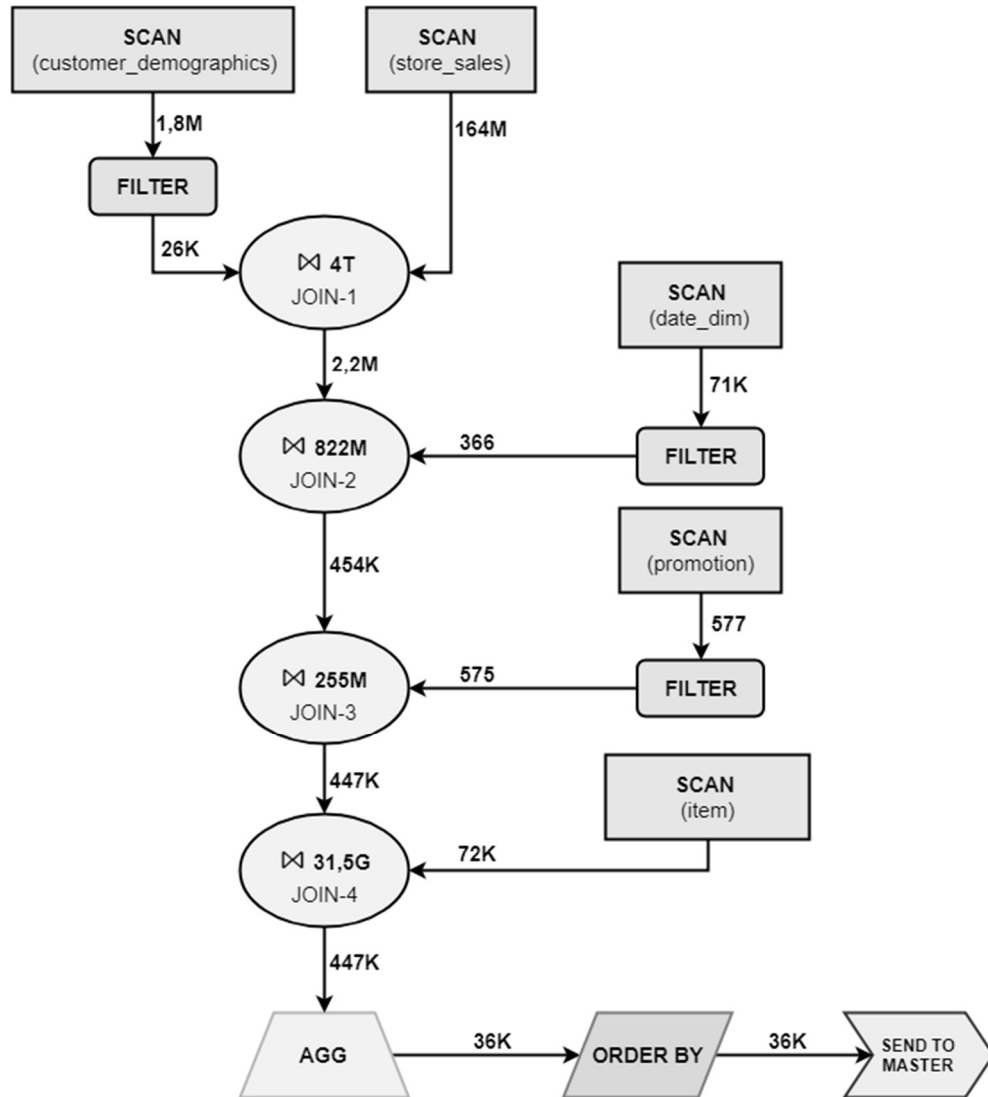 SCAN
(customer_demographics)
SCAN
(store_sales)
1,8M
164M
FILTER
26K
⋈ 4T
JOIN-1
SCAN
(date_dim)
2,2M
71K
⋈ 822M
JOIN-2
366
FILTER
SCAN
(promotion)
454K
577
⋈ 255M
JOIN-3
575
FILTER
SCAN
(item)
447K
⋈ 31,5G
JOIN-4
72K
447K
AGG
36K
ORDER BY
36K
SEND TO
MASTER